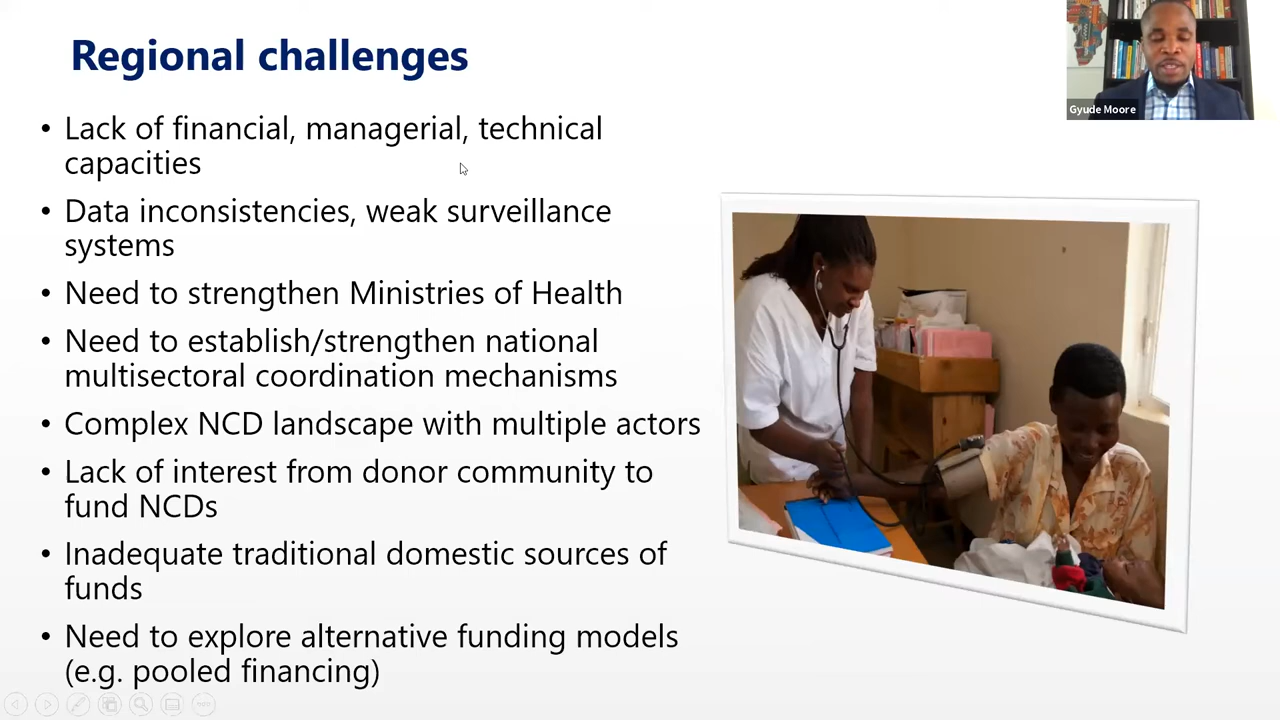 Regional challenges
Gyude Moore
• Lack of financial, managerial, technical
capacities
• Data inconsistencies, weak surveillance
systems
• Need to strengthen Ministries of Health
• Need to establish/strengthen national
multisectoral coordination mechanisms
• Complex NCD landscape with multiple actors
• Lack of interest from donor community to
fund NCDs
• Inadequate traditional domestic sources of
funds
• Need to explore alternative funding models
(e.g. pooled financing)